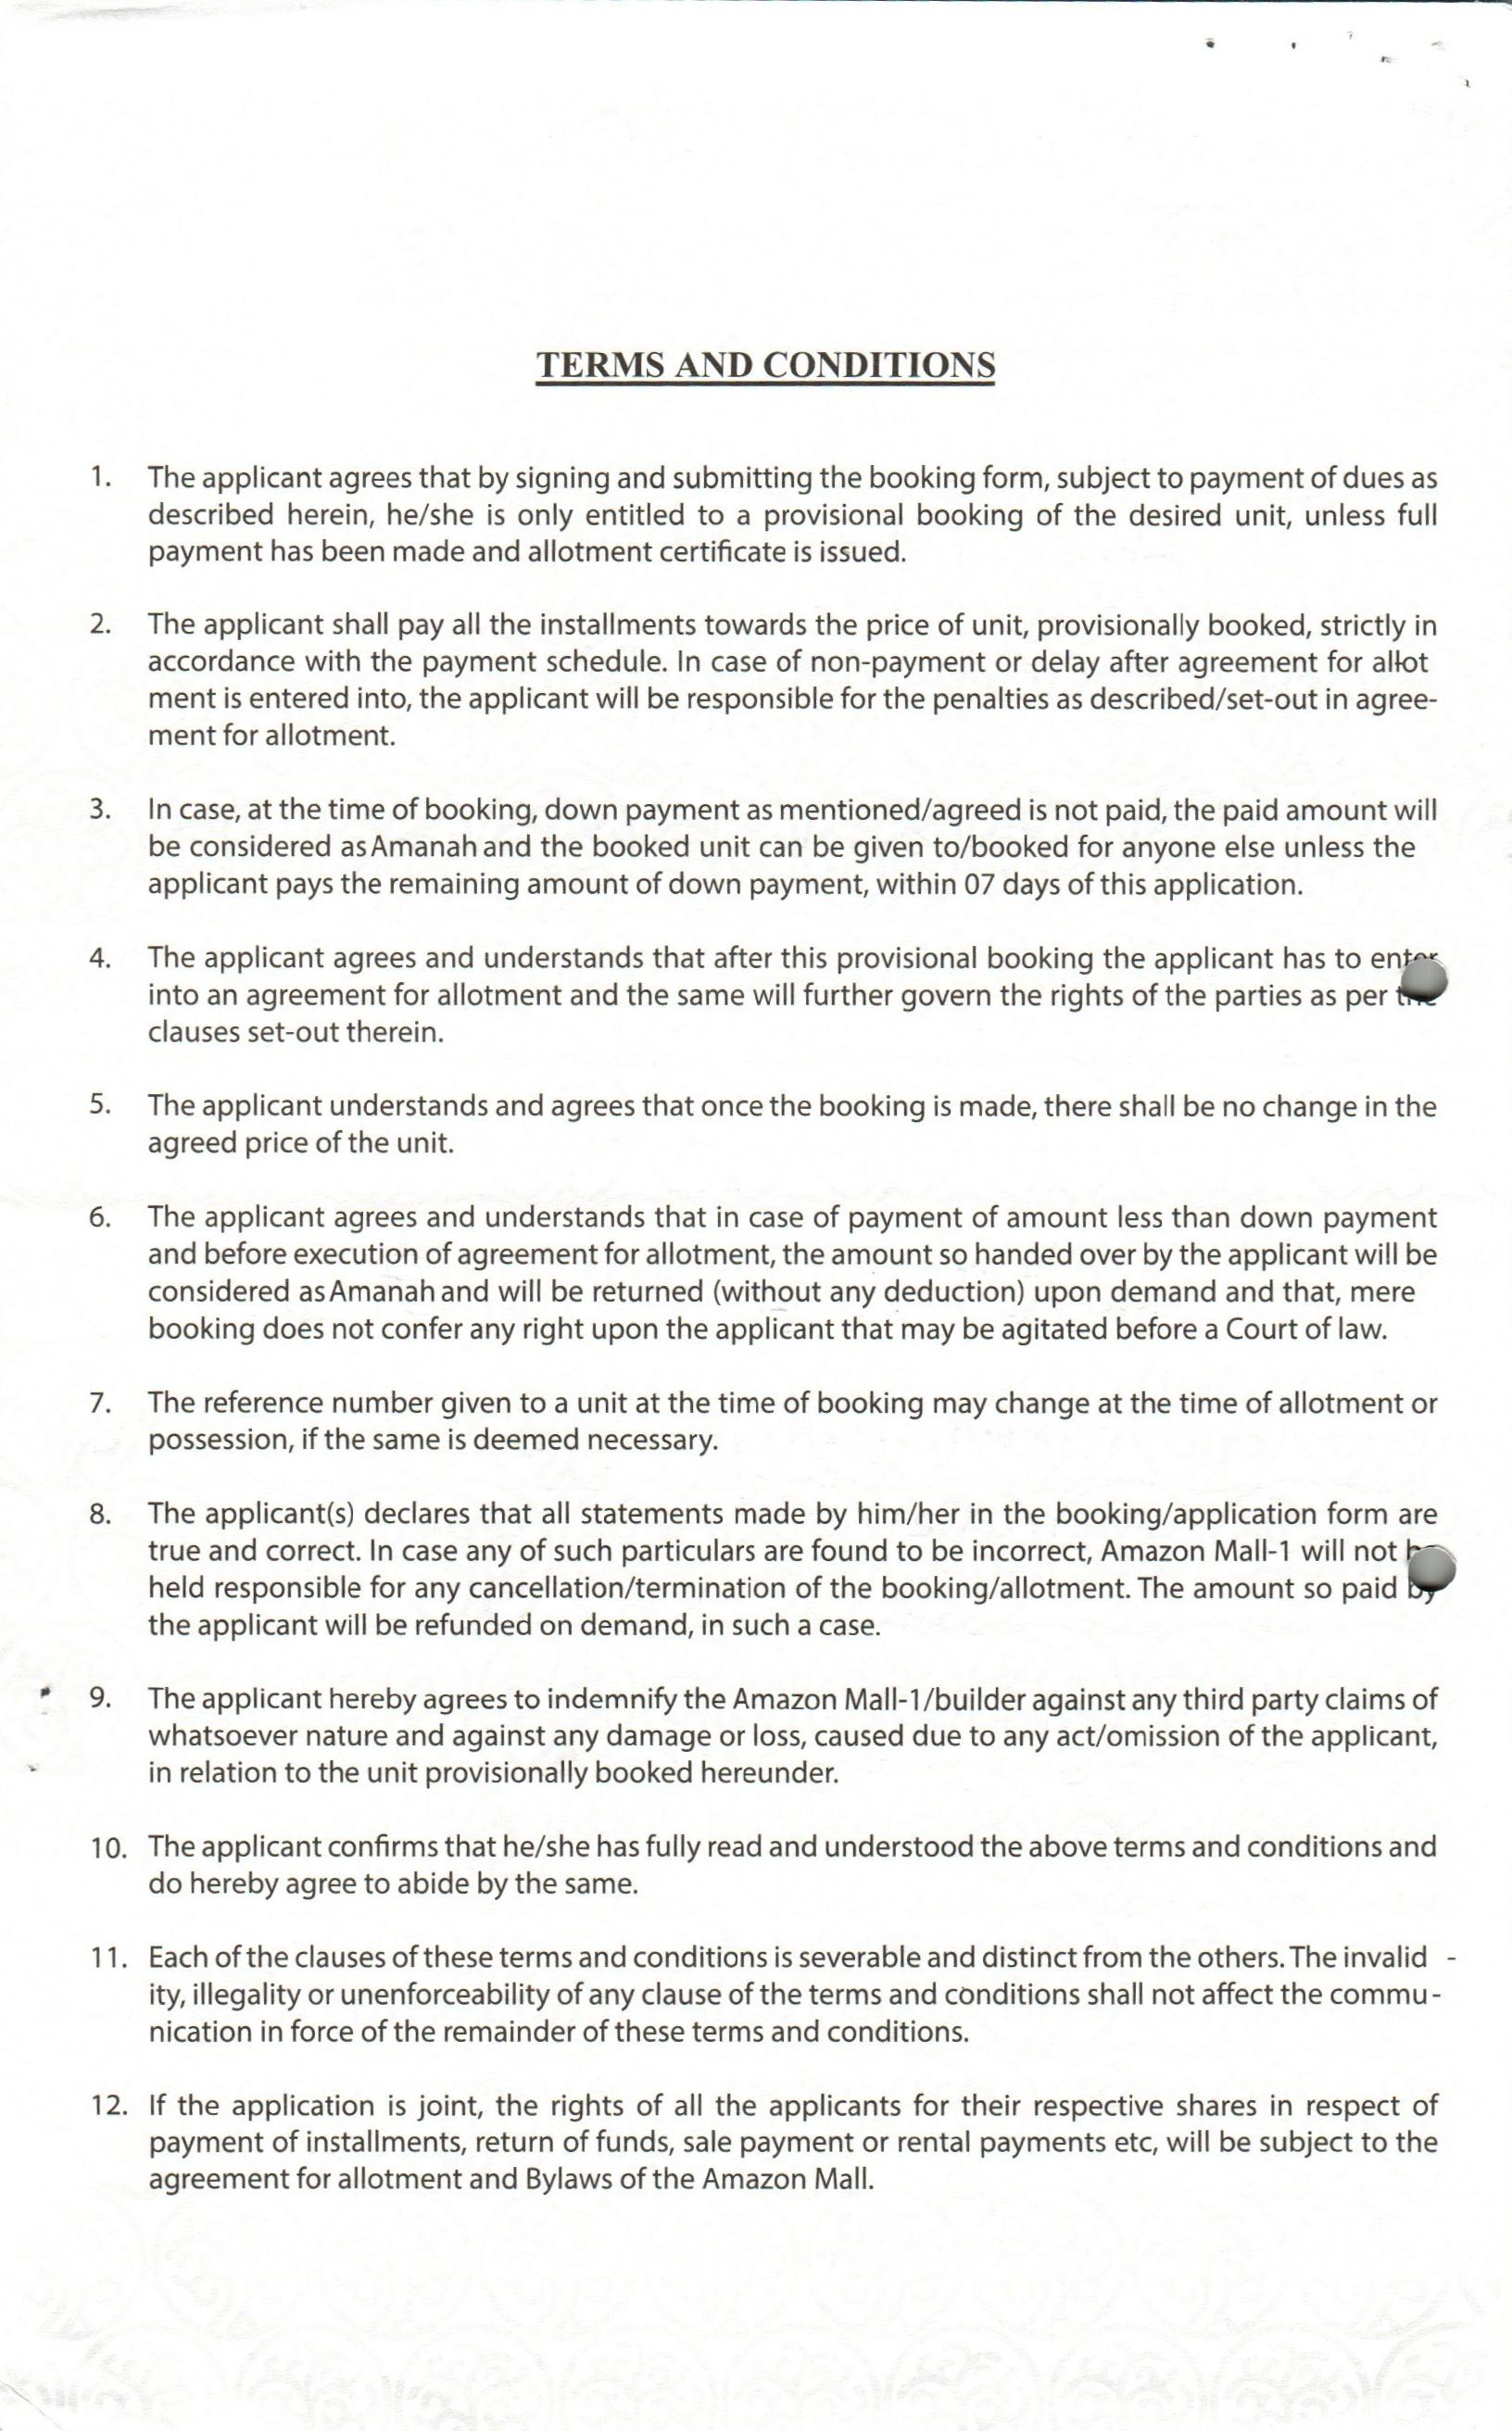 TERMS AND CONDITIONS
1. The applicant agrees that by signing and submitting the booking form, subject to payment of dues as
described herein, he/she is only entitled to a provisional booking of the desired unit, unless full
payment has been made and allotment certificate is issued.
2. The applicant shall pay all the installments towards the price of unit, provisionally booked, strictly in
accordance with the payment schedule. In case of non-payment or delay after agreement for allot
ment is entered into, the applicant will be responsible for the penalties as described/set-out in agree-
ment for allotment.
3. In case, at the time of booking, down payment as mentioned/agreed is not paid, the paid amount will
be considered as Amanah and the booked unit can be given to/booked for anyone else unless the
applicant pays the remaining amount of down payment, within 07 days of this application.
4. The applicant agrees and understands that after this provisional booking the applicant has to enter
into an agreement for allotment and the same will further govern the rights of the parties as per the
clauses set-out therein.
5. The applicant understands and agrees that once the booking is made, there shall be no change in the
agreed price of the unit.
6. The applicant agrees and understands that in case of payment of amount less than down payment
and before execution of agreement for allotment, the amount so handed over by the applicant will be
considered as Amanah and will be returned (without any deduction) upon demand and that, mere
booking does not confer any right upon the applicant that may be agitated before a Court of law.
7. The reference number given to a unit at the time of booking may change at the time of allotment or
possession, if the same is deemed necessary.
8. The applicant(s) declares that all statements made by him/her in the booking/application form are
true and correct. In case any of such particulars are found to be incorrect, Amazon Mall-1 will not be
held responsible for any cancellation/termination of the booking/allotment. The amount so paid by
the applicant will be refunded on demand, in such a case.
9. The applicant hereby agrees to indemnify the Amazon Mall-1/builder against any third party claims of
whatsoever nature and against any damage or loss, caused due to any act/omission of the applicant,
in relation to the unit provisionally booked hereunder.
10. The applicant confirms that he/she has fully read and understood the above terms and conditions and
do hereby agree to abide by the same.
11. Each of the clauses of these terms and conditions is severable and distinct from the others. The invalid -
ity, illegality or unenforceability of any clause of the terms and conditions shall not affect the commu-
nication in force of the remainder of these terms and conditions.
12. If the application is joint, the rights of all the applicants for their respective shares in respect of
payment of installments, return of funds, sale payment or rental payments etc, will be subject to the
agreement for allotment and Bylaws of the Amazon Mall.